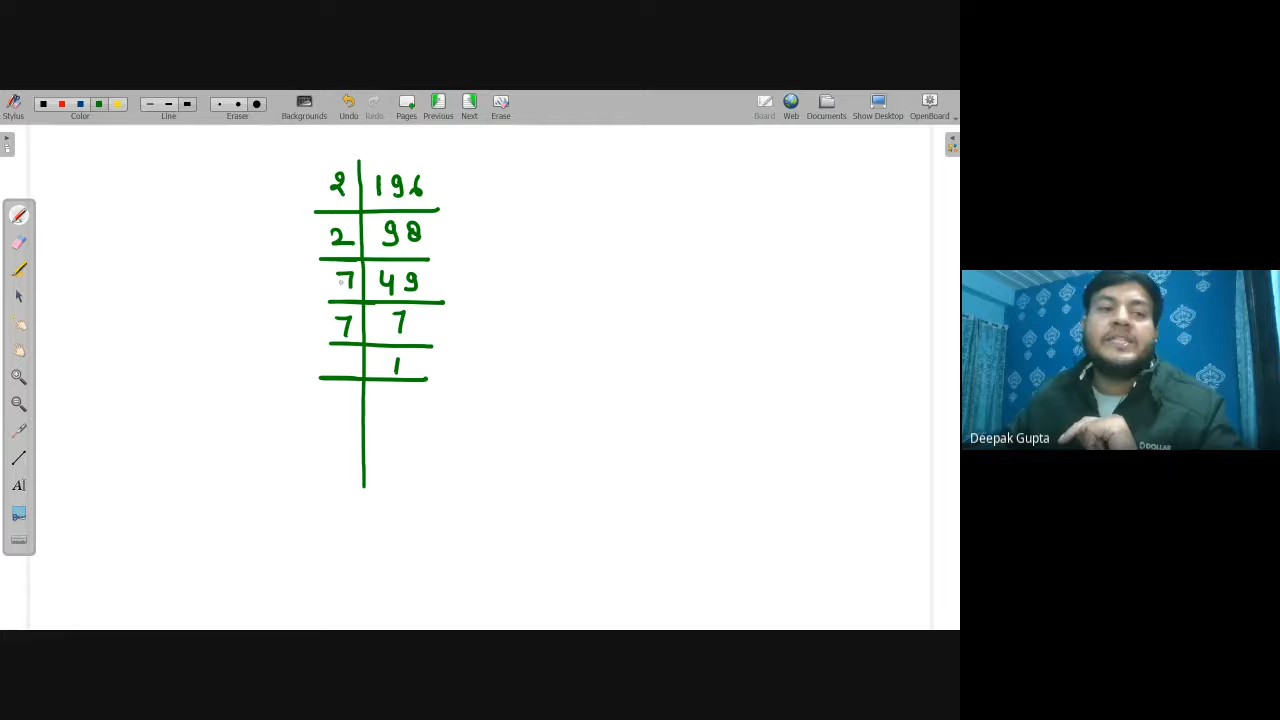 Stylus Color Line Eraser Backgrounds Undo Redo Pages Previous Next Erase Board Web Documents Show Desktop OpenBoard
2 196
2 98
7 49
7 7
1
Deepak Gupta
DOLLAR